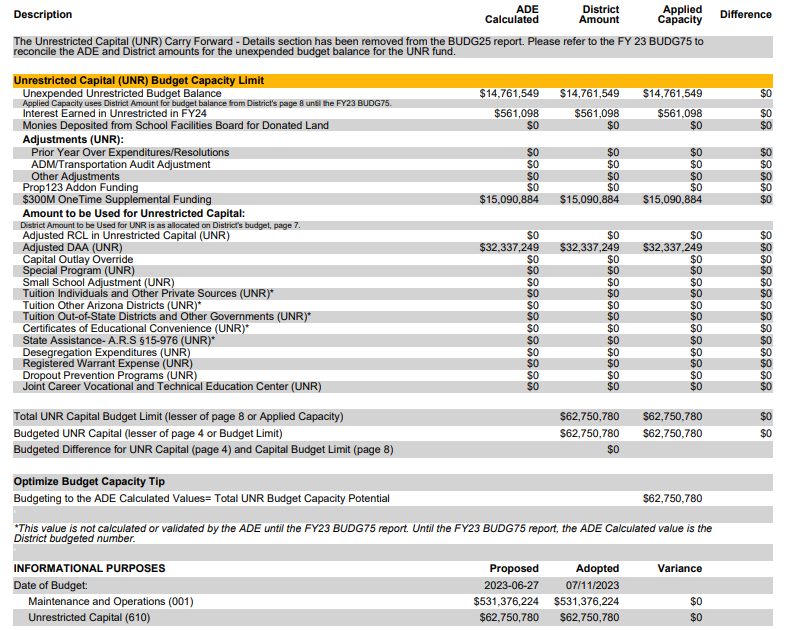 Description ADE Calculated District Amount Applied Capacity Difference
The Unrestricted Capital (UNR) Carry Forward - Details section has been removed from the BUDG25 report. Please refer to the FY 23 BUDG75 to
reconcile the ADE and District amounts for the unexpended budget balance for the UNR fund.
Unrestricted Capital (UNR) Budget Capacity Limit
Unexpended Unrestricted Budget Balance $14,761,549 $14,761,549 $14,761,549 $0
Applied Capacity uses District Amount for budget balance from District's page 8 until the FY23 BUDG75.
Interest Earned in Unrestricted in FY24 $561,098 $561,098 $561,098 $0
Monies Deposited from School Facilities Board for Donated Land $0 $0 $0 $0
Adjustments (UNR):
Prior Year Over Expenditures/Resolutions $0 $0 $0 $0
ADM/Transportation Audit Adjustment $0 $0 $0 $0
Other Adjustments $0 $0 $0 $0
Prop123 Addon Funding $0 $0 $0 $0
$300M OneTime Supplemental Funding $15,090,884 $15,090,884 $15,090,884 $0
Amount to be Used for Unrestricted Capital:
District Amount to be Used for UNR is as allocated on District's budget, page 7.
Adjusted RCL in Unrestricted Capital (UNR) $0 $0 $0 $0
Adjusted DAA (UNR) $32,337,249 $32,337,249 $32,337,249 $0
Capital Outlay Override $0 $0 $0 $0
Special Program (UNR) $0 $0 $0 $0
Small School Adjustment (UNR) $0 $0 $0 $0
Tuition Individuals and Other Private Sources (UNR)* $0 $0 $0 $0
Tuition Other Arizona Districts (UNR)* $0 $0 $0 $0
Tuition Out-of-State Districts and Other Governments (UNR)* $0 $0 $0 $0
Certificates of Educational Convenience (UNR)* $0 $0 $0 $0
State Assistance- A.R.S §15-976 (UNR)* $0 $0 $0 $0
Desegregation Expenditures (UNR) $0 $0 $0 $0
Registered Warrant Expense (UNR) $0 $0 $0 $0
Dropout Prevention Programs (UNR) $0 $0 $0 $0
Joint Career Vocational and Technical Education Center (UNR) $0 $0 $0 $0
Total UNR Capital Budget Limit (lesser of page 8 or Applied Capacity) $62,750,780 $62,750,780 $0
Budgeted UNR Capital (lesser of page 4 or Budget Limit) $62,750,780 $62,750,780 $0
Budgeted Difference for UNR Capital (page 4) and Capital Budget Limit (page 8) $0
Optimize Budget Capacity Tip
Budgeting to the ADE Calculated Values= Total UNR Budget Capacity Potential $62,750,780
*This value is not calculated or validated by the ADE until the FY23 BUDG75 report. Until the FY23 BUDG75 report, the ADE Calculated value is the
District budgeted number.
INFORMATIONAL PURPOSES Proposed Adopted Variance
Date of Budget: 2023-06-27 07/11/2023
Maintenance and Operations (001) $531,376,224 $531,376,224 $0
Unrestricted Capital (610) $62,750,780 $62,750,780 $0